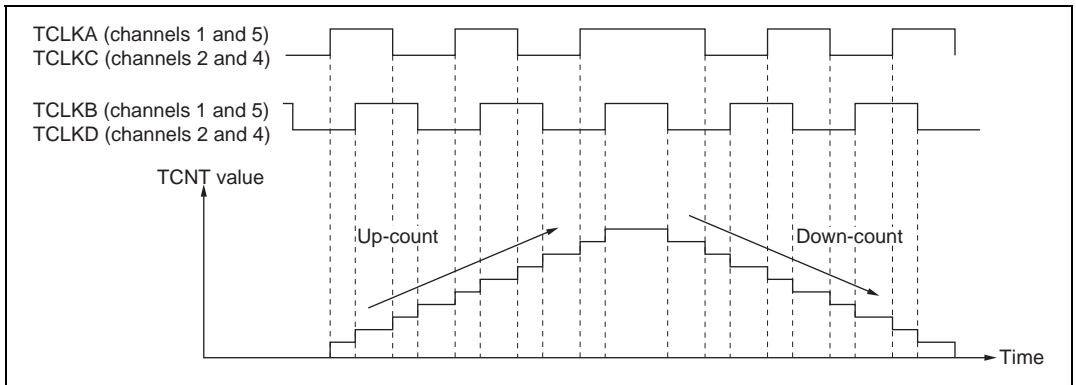 TCLKA (channels 1 and 5)
TCLKC (channels 2 and 4)
TCLKB (channels 1 and 5)
TCLKD (channels 2 and 4)
TCNT value
Up-count
Down-count
Time